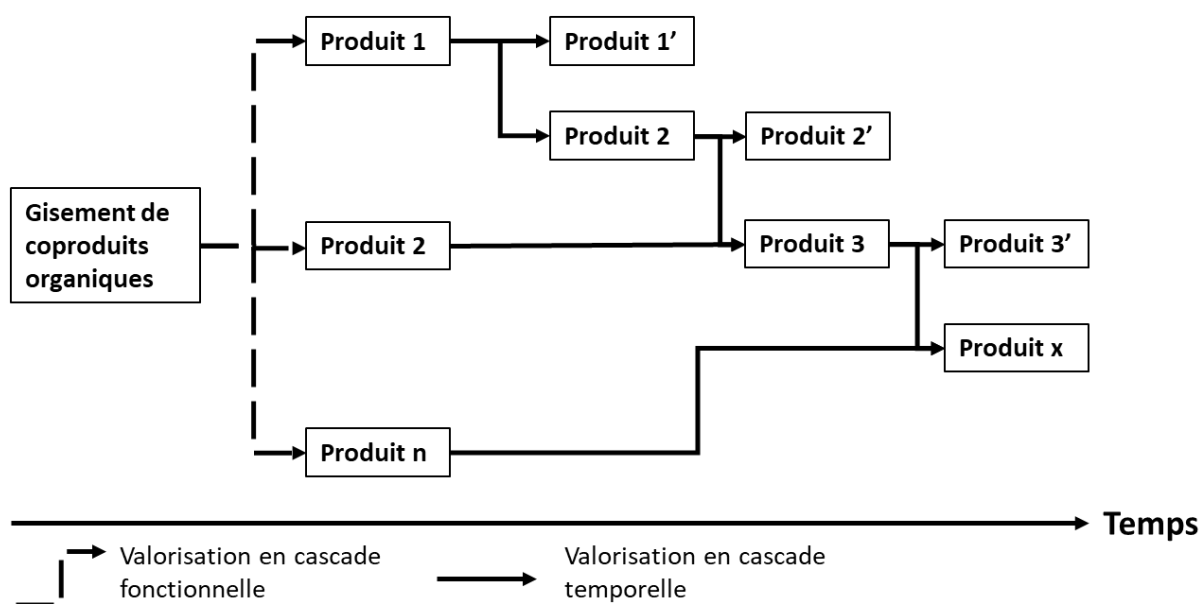 Produit 1
Produit 1’
Produit 2
Produit 2’
Gisement de
coproduits
organiques
Produit 2
Produit 3
Produit 3’
Produit x
Produit n
Temps
Valorisation en cascade
fonctionnelle
Valorisation en cascade
temporelle